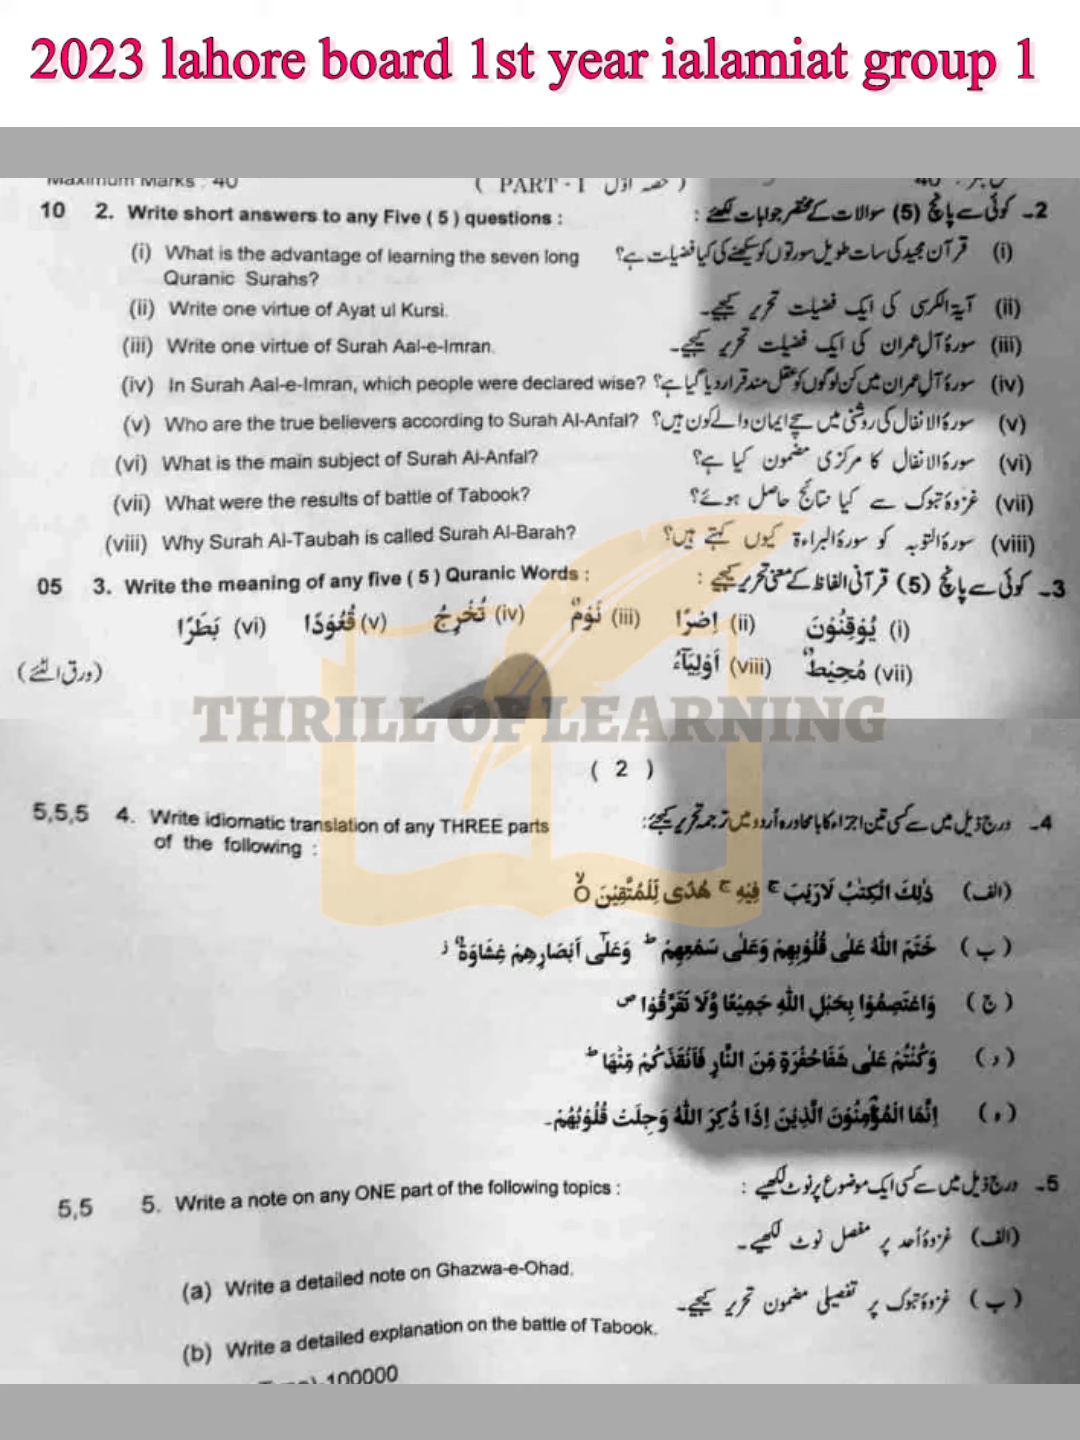 2023 lahore board 1st year ialamiat group 1
Maximum Marks : 40 ( PART - I حصہ اوّل )
10 2. Write short answers to any Five ( 5 ) questions : 2۔ کوئی سے پانچ (5) سوالات کے مختصر جوابات لکھئے :
(i) What is the advantage of learning the seven long (i) قرآن مجید کی سات طویل سورتوں کو سیکھنے کی کیا فضیلت ہے؟
Quranic Surahs?
(ii) Write one virtue of Ayat ul Kursi. (ii) آیۃ الکرسی کی ایک فضیلت تحریر کیجیے۔
(iii) Write one virtue of Surah Aal-e-Imran. (iii) سورۃ آلِ عمران کی ایک فضیلت تحریر کیجیے۔
(iv) In Surah Aal-e-Imran, which people were declared wise? (iv) سورۃ آلِ عمران میں کن لوگوں کو عقل مند قرار دیا گیا ہے؟
(v) Who are the true believers according to Surah Al-Anfal? (v) سورۃ الانفال کی روشنی میں سچے ایمان والے کون ہیں؟
(vi) What is the main subject of Surah Al-Anfal? (vi) سورۃ الانفال کا مرکزی مضمون کیا ہے؟
(vii) What were the results of battle of Tabook? (vii) غزوۂ تبوک سے کیا نتائج حاصل ہوئے؟
(viii) Why Surah Al-Taubah is called Surah Al-Barah? (viii) سورۃ التوبہ کو سورۃ البراءۃ کیوں کہتے ہیں؟
05 3. Write the meaning of any five ( 5 ) Quranic Words : 3۔ کوئی سے پانچ (5) قرآنی الفاظ کے معنی تحریر کیجیے :
(i) یُوْقِنُوْنَ (ii) اِصْرًا (iii) نَوْمٌ (iv) تُخْرِجُ (v) قُعُوْدًا (vi) بَطَرًا
(vii) مُحِیْطٌ (viii) اَوْلِیَآءُ (ورق الٹئے)
THRILL OF LEARNING
( 2 )
5,5,5 4. Write idiomatic translation of any THREE parts 4۔ درج ذیل میں سے کسی تین اجزاء کا بامحاورہ اُردو میں ترجمہ تحریر کیجئے:
of the following :
(الف) ذٰلِكَ الْكِتٰبُ لَارَیْبَ ۚ فِیْهِ ۚ هُدًى لِّلْمُتَّقِیْنَ ۙ
(ب) خَتَمَ اللهُ عَلٰى قُلُوْبِهِمْ وَعَلٰى سَمْعِهِمْ ؕ وَعَلٰٓى اَبْصَارِهِمْ غِشَاوَةٌ ؗ
(ج) وَاعْتَصِمُوْا بِحَبْلِ اللهِ جَمِیْعًا وَّلَا تَفَرَّقُوْا ۪
(د) وَكُنْتُمْ عَلٰى شَفَاحُفْرَةٍ مِّنَ النَّارِ فَاَنْقَذَكُمْ مِّنْهَا ؕ
(ہ) اِنَّمَا الْمُؤْمِنُوْنَ الَّذِیْنَ اِذَا ذُكِرَ اللهُ وَجِلَتْ قُلُوْبُهُمْ۔
5,5 5. Write a note on any ONE part of the following topics : 5۔ درج ذیل میں سے کسی ایک موضوع پر نوٹ لکھیے :
(الف) غزوۂ اُحد پر مفصل نوٹ لکھیے۔
(a) Write a detailed note on Ghazwa-e-Ohad.
(ب) غزوۂ تبوک پر تفصیلی مضمون تحریر کیجیے۔
(b) Write a detailed explanation on the battle of Tabook.
100000